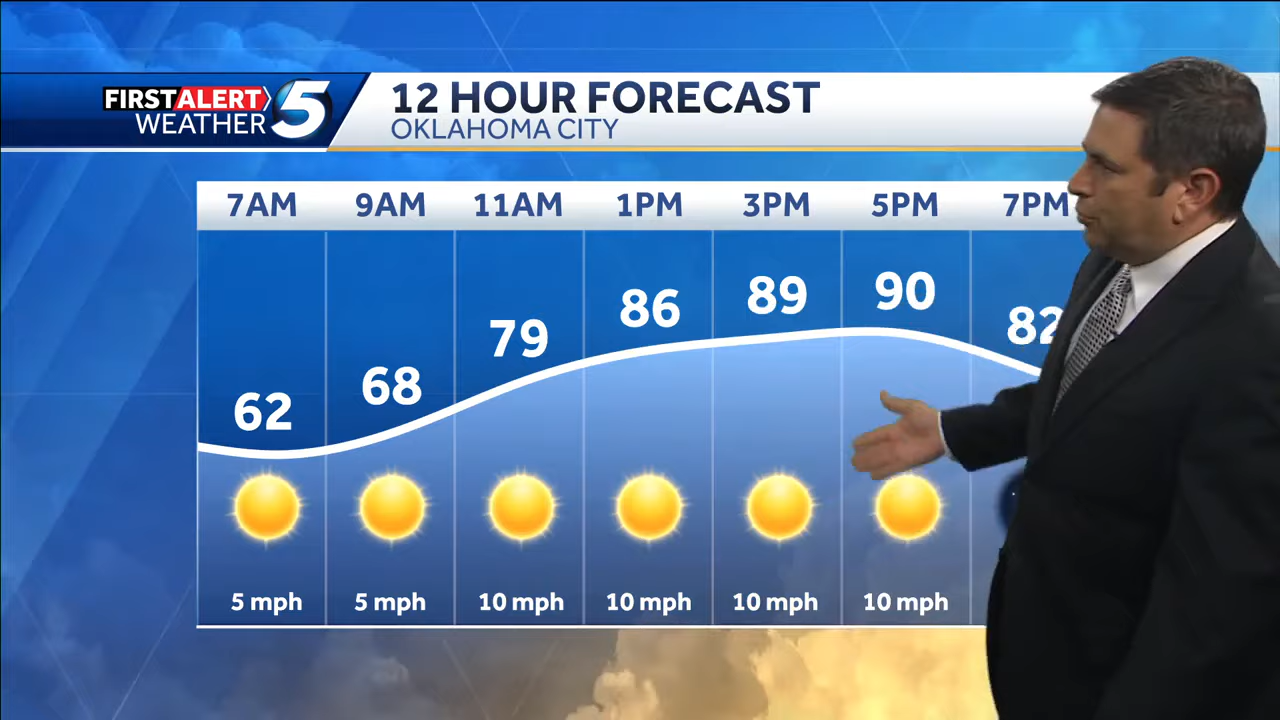 FIRST ALERT
WEATHER 5
12 HOUR FORECAST
OKLAHOMA CITY
7AM 9AM 11AM 1PM 3PM 5PM 7PM
62 68 79 86 89 90 82
5 mph 5 mph 10 mph 10 mph 10 mph 10 mph